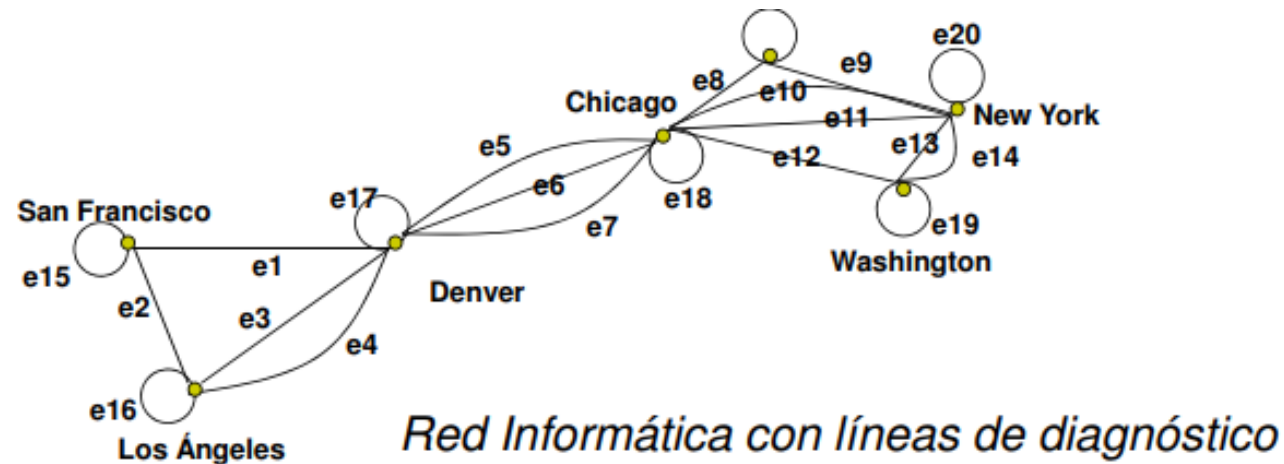 e20
e8
e9
Chicago
e10
e11
New York
e5
e12
e13
e14
e6
e17
e18
San Francisco
e7
e19
e1
Washington
e15
Denver
e2
e3
e4
e16
Los Ángeles
Red Informática con líneas de diagnóstico